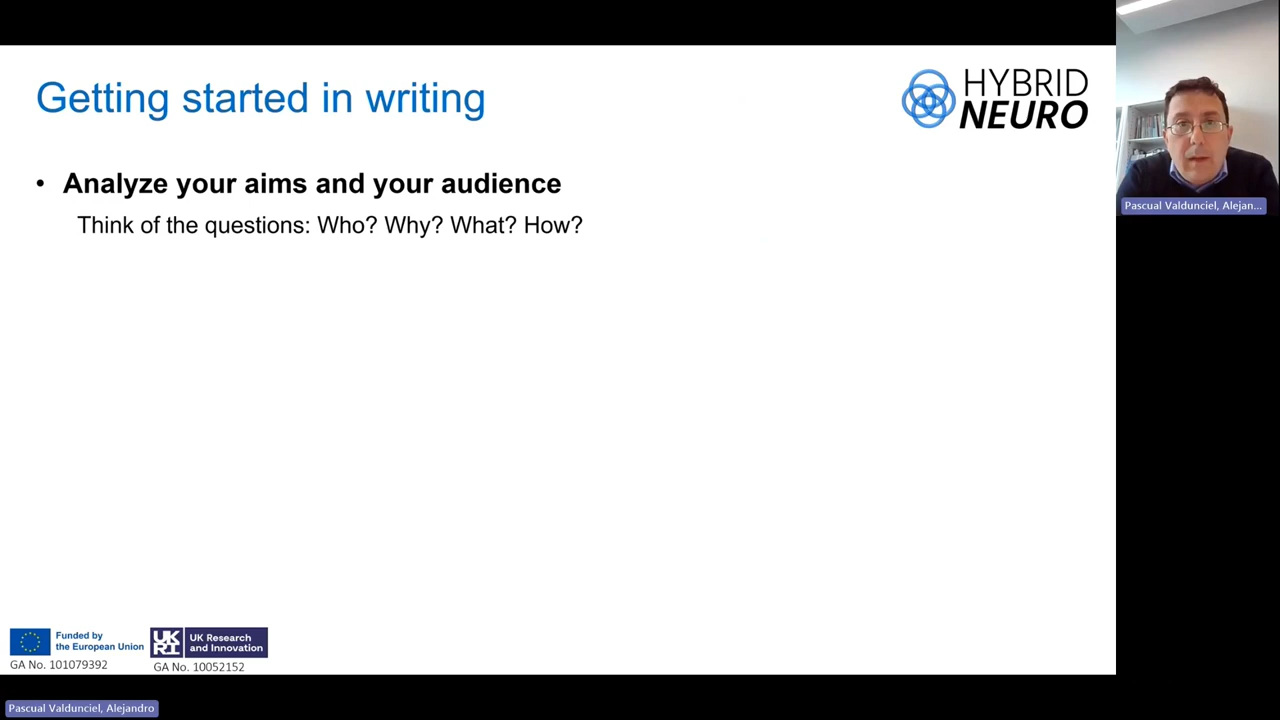 Getting started in writing
HYBRID
NEURO
• Analyze your aims and your audience
Think of the questions: Who? Why? What? How?
Pascual Valdunciel, Alejan...
Funded by
the European Union
GA No. 101079392
UK
RI
UK Research
and Innovation
GA No. 10052152
Pascual Valdunciel, Alejandro